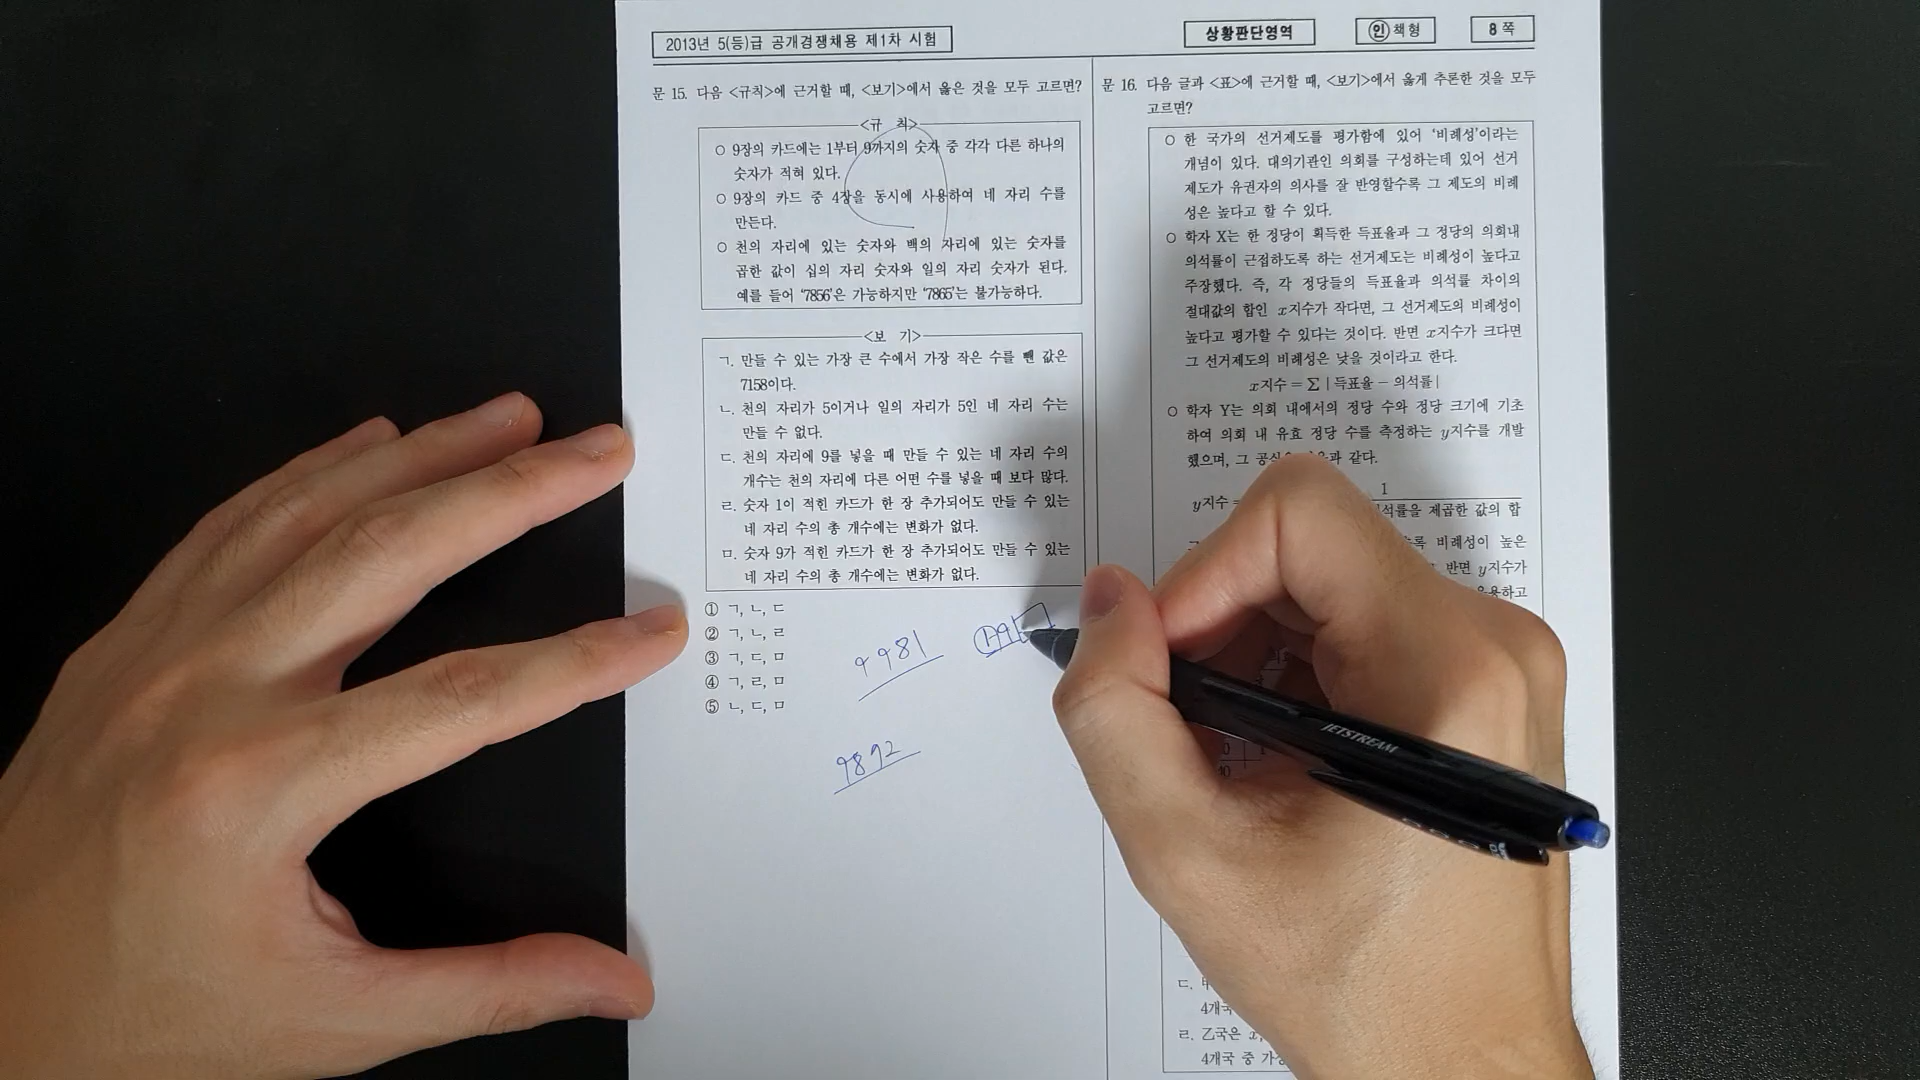 2013년 5(등)급 공개경쟁채용 제1차 시험
상황판단영역
인 책형
8 쪽
문 15. 다음 <규칙>에 근거할 때, <보기>에서 옳은 것을 모두 고르면?
<규 칙>
○ 9장의 카드에는 1부터 9까지의 숫자 중 각각 다른 하나의
숫자가 적혀 있다.
○ 9장의 카드 중 4장을 동시에 사용하여 네 자리 수를
만든다.
○ 천의 자리에 있는 숫자와 백의 자리에 있는 숫자를
곱한 값이 십의 자리 숫자와 일의 자리 숫자가 된다.
예를 들어 '7856'은 가능하지만 '7865'는 불가능하다.
<보 기>
ㄱ. 만들 수 있는 가장 큰 수에서 가장 작은 수를 뺀 값은
7158이다.
ㄴ. 천의 자리가 5이거나 일의 자리가 5인 네 자리 수는
만들 수 없다.
ㄷ. 천의 자리에 9를 넣을 때 만들 수 있는 네 자리 수의
개수는 천의 자리에 다른 어떤 수를 넣을 때 보다 많다.
ㄹ. 숫자 1이 적힌 카드가 한 장 추가되어도 만들 수 있는
네 자리 수의 총 개수에는 변화가 없다.
ㅁ. 숫자 9가 적힌 카드가 한 장 추가되어도 만들 수 있는
네 자리 수의 총 개수에는 변화가 없다.
① ㄱ, ㄴ, ㄷ
② ㄱ, ㄴ, ㄹ
③ ㄱ, ㄷ, ㅁ
④ ㄱ, ㄹ, ㅁ
⑤ ㄴ, ㄷ, ㅁ
9981
19
9892
문 16. 다음 글과 <표>에 근거할 때, <보기>에서 옳게 추론한 것을 모두
고르면?
○ 한 국가의 선거제도를 평가함에 있어 '비례성'이라는
개념이 있다. 대의기관인 의회를 구성하는데 있어 선거
제도가 유권자의 의사를 잘 반영할수록 그 제도의 비례
성은 높다고 할 수 있다.
○ 학자 X는 한 정당이 획득한 득표율과 그 정당의 의회내
의석률이 근접하도록 하는 선거제도는 비례성이 높다고
주장했다. 즉, 각 정당들의 득표율과 의석률 차이의
절대값의 합인 x지수가 작다면, 그 선거제도의 비례성이
높다고 평가할 수 있다는 것이다. 반면 x지수가 크다면
그 선거제도의 비례성은 낮을 것이라고 한다.
x지수 = Σ | 득표율 - 의석률 |
○ 학자 Y는 의회 내에서의 정당 수와 정당 크기에 기초
하여 의회 내 유효 정당 수를 측정하는 y지수를 개발
했으며, 그 같다.
1
y지수 = 제곱한 값의 합
비례성이 높은
반면 y지수가
ㄷ.
4개국
ㄹ. 乙국은 x
4개국 중
JETSTREAM